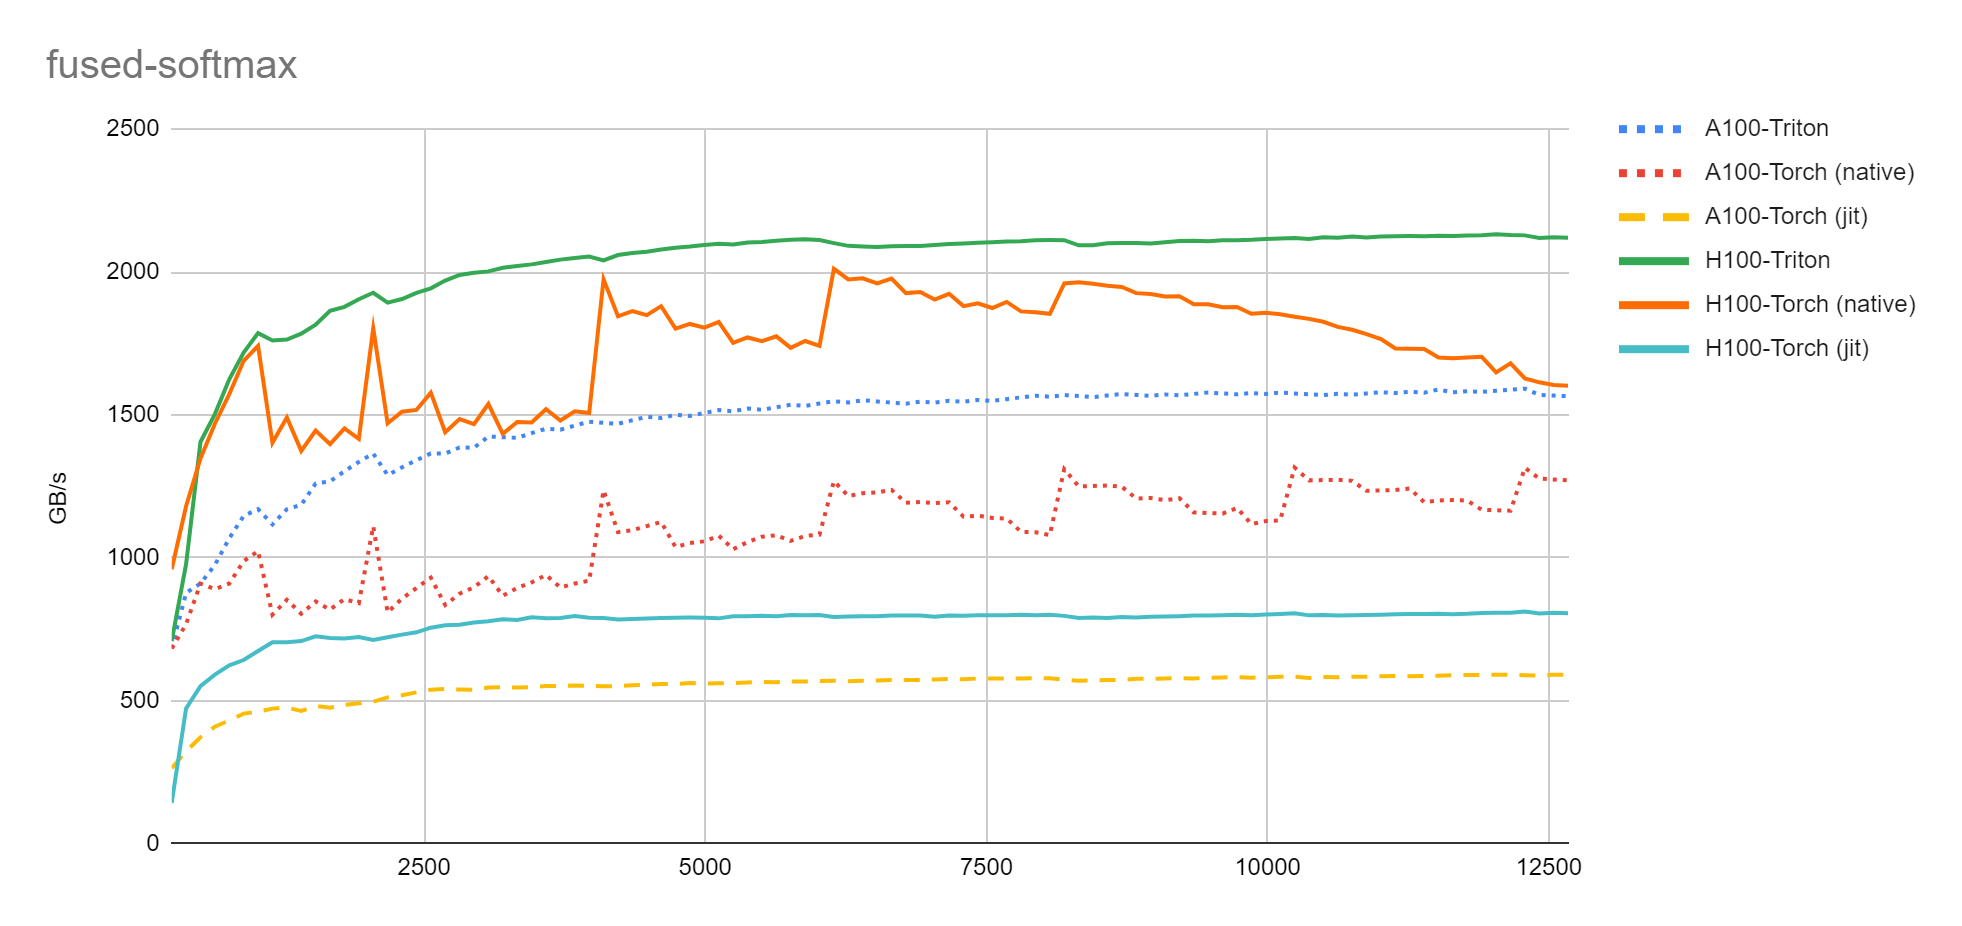 fused-softmax
2500
2000
1500
1000
500
0
GB/s
2500
5000
7500
10000
12500
A100-Triton
A100-Torch (native)
A100-Torch (jit)
H100-Triton
H100-Torch (native)
H100-Torch (jit)